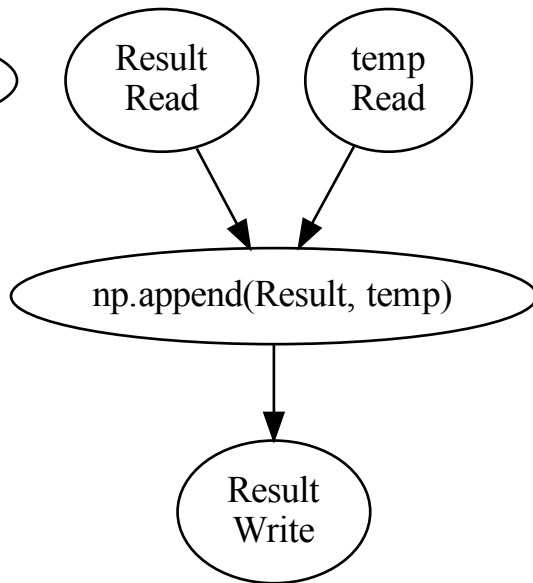 Result
Read
temp
Read
np.append(Result, temp)
Result
Write